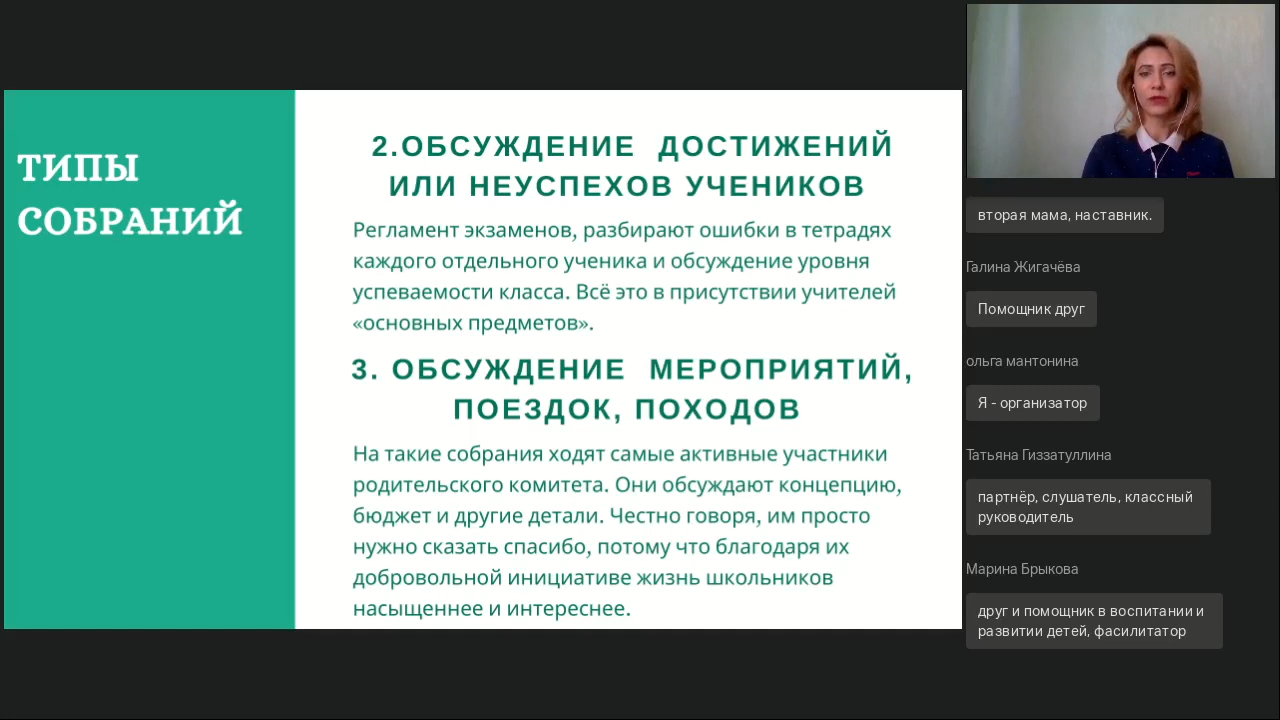 ТИПЫ
СОБРАНИЙ
2.ОБСУЖДЕНИЕ ДОСТИЖЕНИЙ
ИЛИ НЕУСПЕХОВ УЧЕНИКОВ
Регламент экзаменов, разбирают ошибки в тетрадях
каждого отдельного ученика и обсуждение уровня
успеваемости класса. Всё это в присутствии учителей
«основных предметов».
3. ОБСУЖДЕНИЕ МЕРОПРИЯТИЙ,
ПОЕЗДОК, ПОХОДОВ
На такие собрания ходят самые активные участники
родительского комитета. Они обсуждают концепцию,
бюджет и другие детали. Честно говоря, им просто
нужно сказать спасибо, потому что благодаря их
добровольной инициативе жизнь школьников
насыщеннее и интереснее.
вторая мама, наставник.
Галина Жигачёва
Помощник друг
ольга мантонина
Я - организатор
Татьяна Гиззатуллина
партнёр, слушатель, классный
руководитель
Марина Брыкова
друг и помощник в воспитании и
развитии детей, фасилитатор